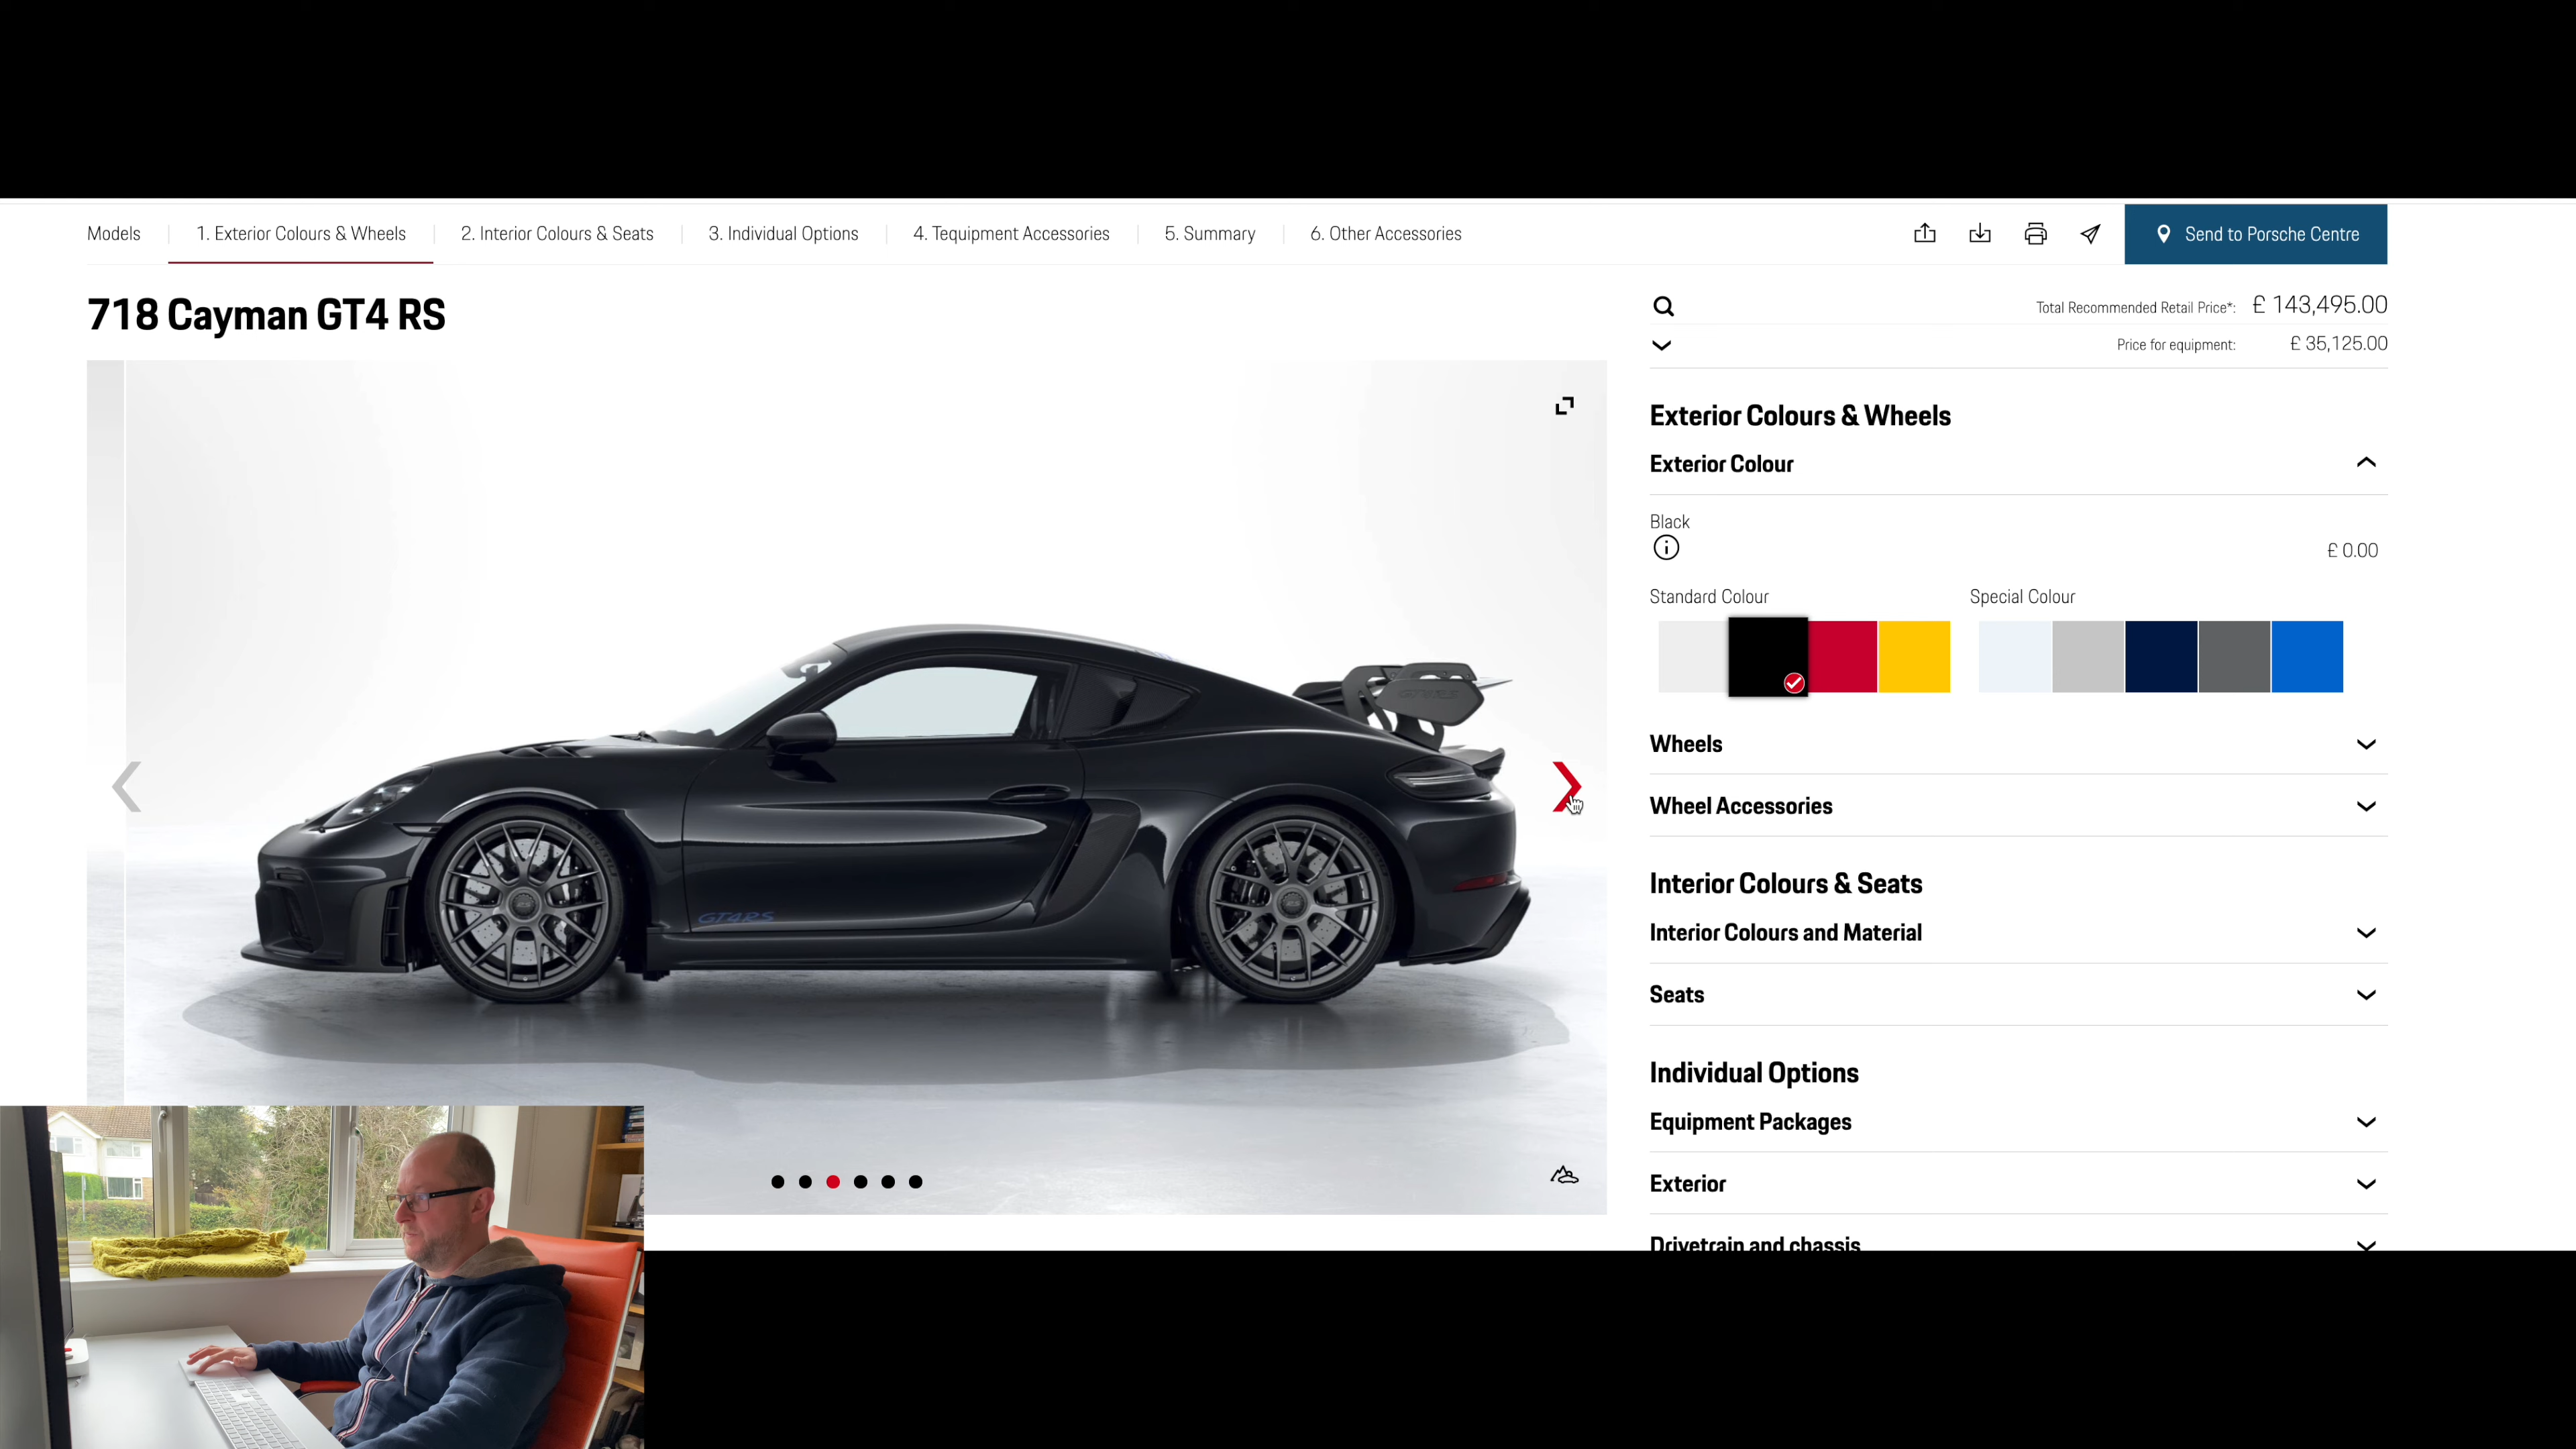 Models
1. Exterior Colours & Wheels
2. Interior Colours & Seats
3. Individual Options
4. Tequipment Accessories
5. Summary
6. Other Accessories
Send to Porsche Centre
718 Cayman GT4 RS
Total Recommended Retail Price*: £ 143,495.00
Price for equipment: £ 35,125.00
Exterior Colours & Wheels
Exterior Colour
Black
£ 0.00
Standard Colour
Special Colour
Wheels
Wheel Accessories
Interior Colours & Seats
Interior Colours and Material
Seats
Individual Options
Equipment Packages
Exterior
Drivetrain and chassis
GT4RS
GT4RS